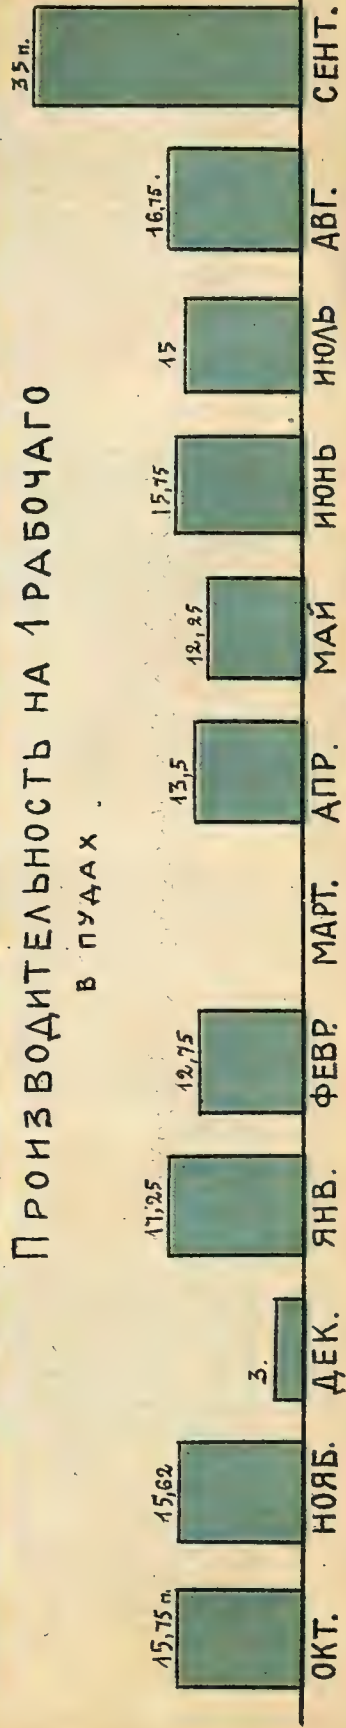 ПРОИЗВОДИТЕЛЬНОСТЬ НА 1 РАБОЧАГО
В ПУДАХ.
15,75 п.
15,62
3.
17,25
12,75
13,5
12,25
15,75
15
16,75.
35 п.
ОКТ.
НОЯБ.
ДЕК.
ЯНВ.
ФЕВР.
МАРТ.
АПР.
МАЙ
ИЮНЬ
ИЮЛЬ
АВГ.
СЕНТ.